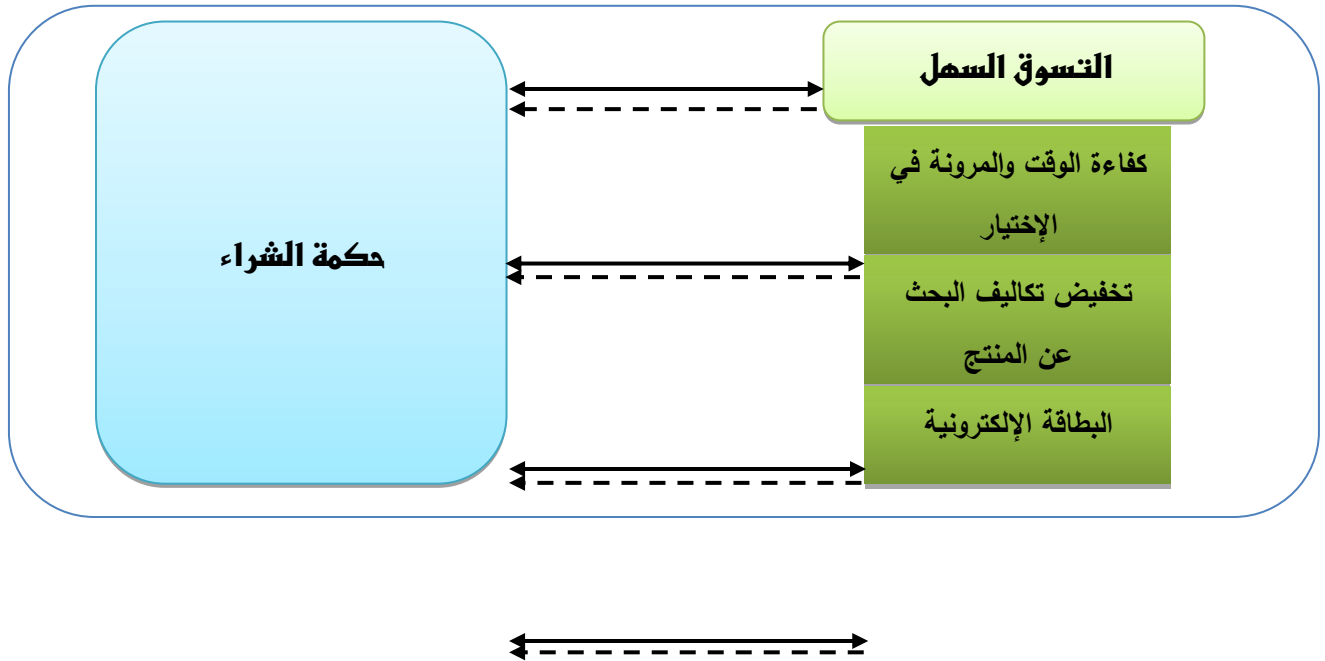 التسوق السهل
كفاءة الوقت والمرونة في
الإختيار
تخفيض تكاليف البحث
عن المنتج
البطاقة الإلكترونية
حكمة الشراء